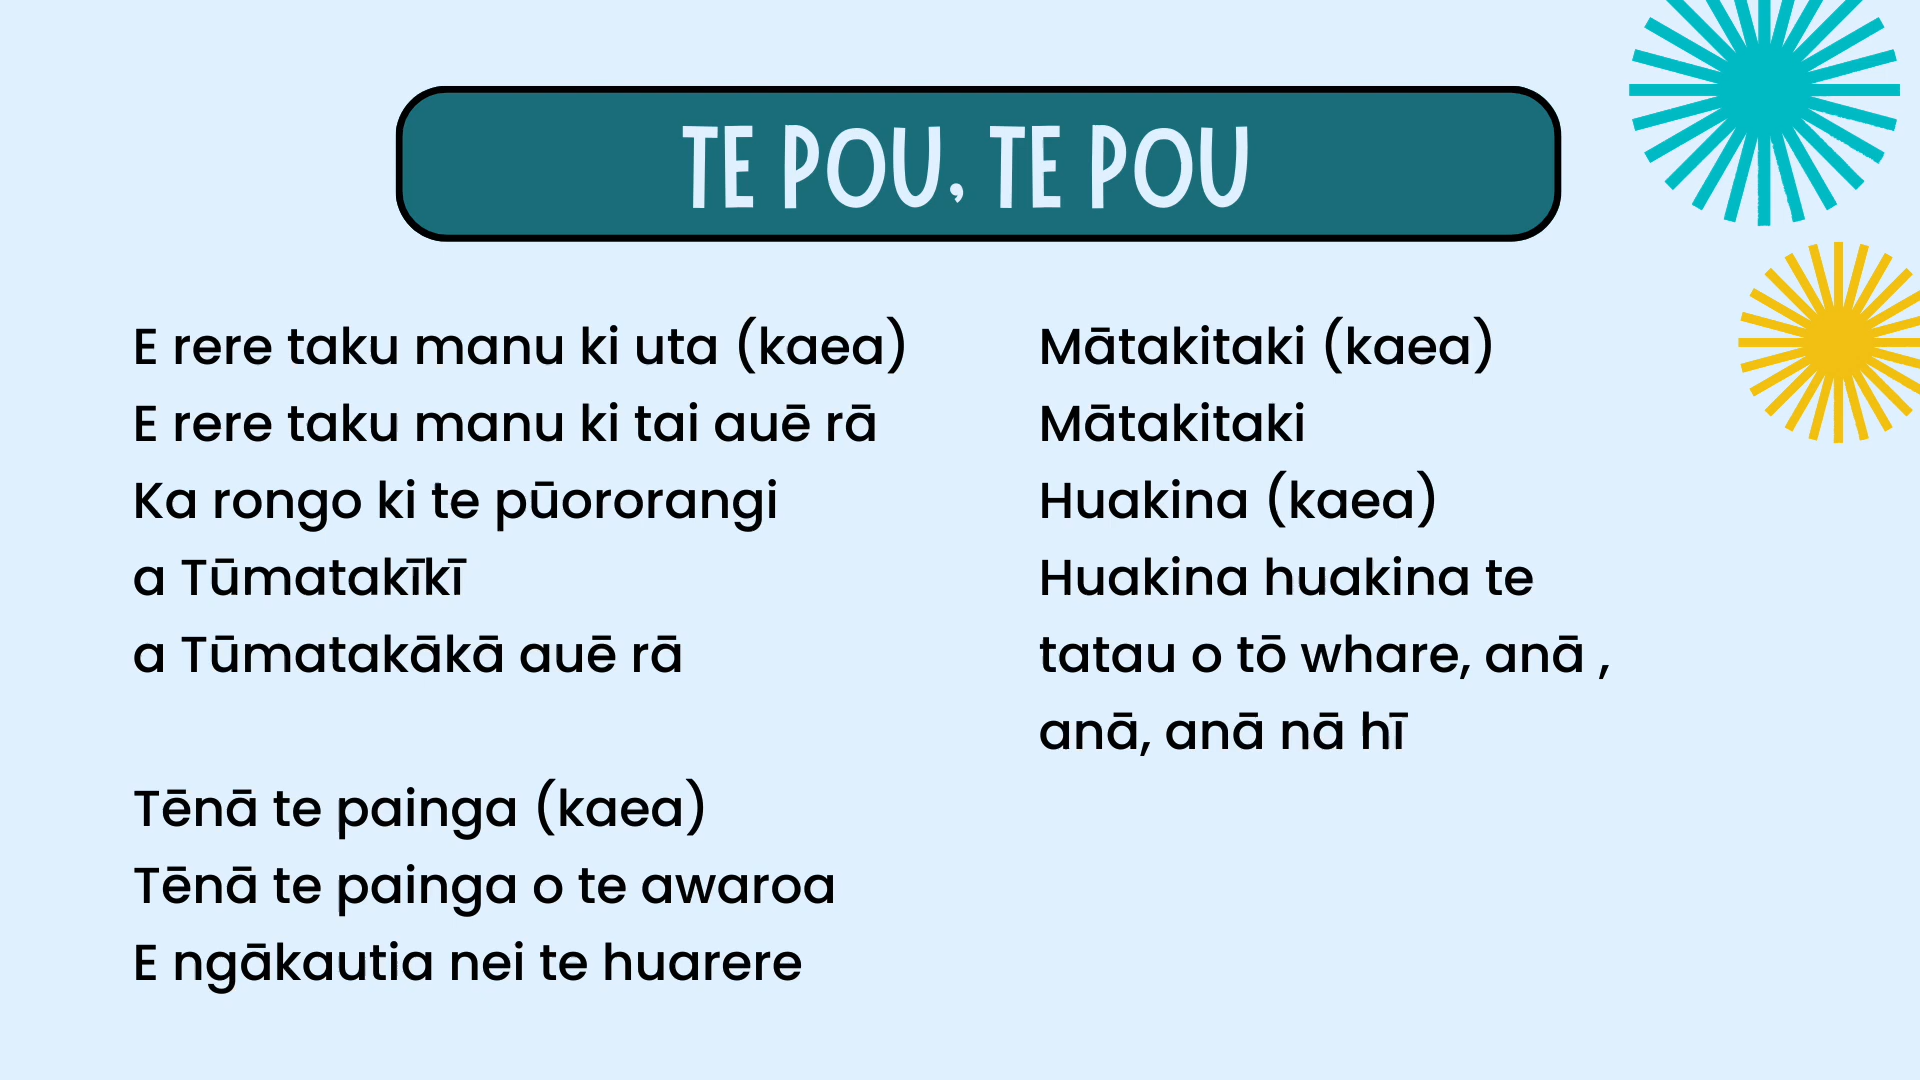 TE POU, TE POU
E rere taku manu ki uta (kaea)
E rere taku manu ki tai auē rā
Ka rongo ki te pūororangi
a Tūmatakīkī
a Tūmatakākā auē rā
Tēnā te painga (kaea)
Tēnā te painga o te awaroa
E ngākautia nei te huarere
Mātakitaki (kaea)
Mātakitaki
Huakina (kaea)
Huakina huakina te
tatau o tō whare, anā ,
anā, anā nā hī